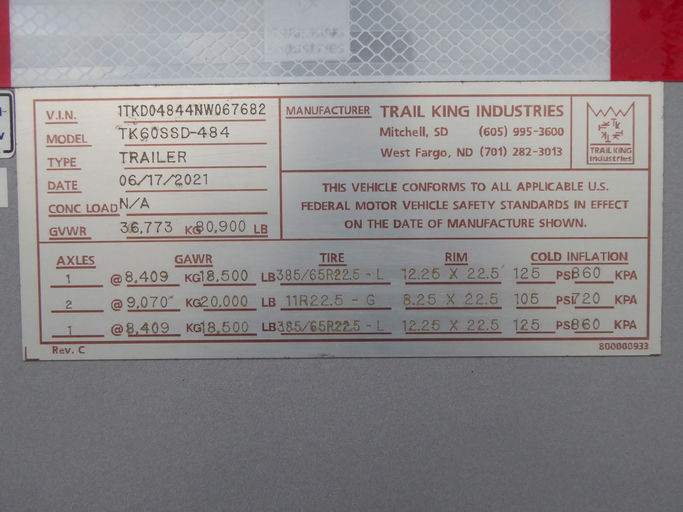 V.I.N. 1TKD04844NW067682
MODEL TK60SSD-484
TYPE TRAILER
DATE 06/17/2021
CONC LOAD N/A
GVWR 36,773 KG 80,900 LB
MANUFACTURER TRAIL KING INDUSTRIES
Mitchell, SD (605) 995-3600
West Fargo, ND (701) 282-3013
TK
TRAIL KING
Industries
THIS VEHICLE CONFORMS TO ALL APPLICABLE U.S.
FEDERAL MOTOR VEHICLE SAFETY STANDARDS IN EFFECT
ON THE DATE OF MANUFACTURE SHOWN.
AXLES GAWR TIRE RIM COLD INFLATION
1 @ 8,409 KG 18,500 LB 385/65R22.5 - L 12.25 X 22.5 125 PSI 860 KPA
2 @ 9,070 KG 20,000 LB 11R22.5 - G 8.25 X 22.5 105 PSI 720 KPA
1 @ 8,409 KG 18,500 LB 385/65R22.5 - L 12.25 X 22.5 125 PSI 860 KPA
Rev. C 800000933